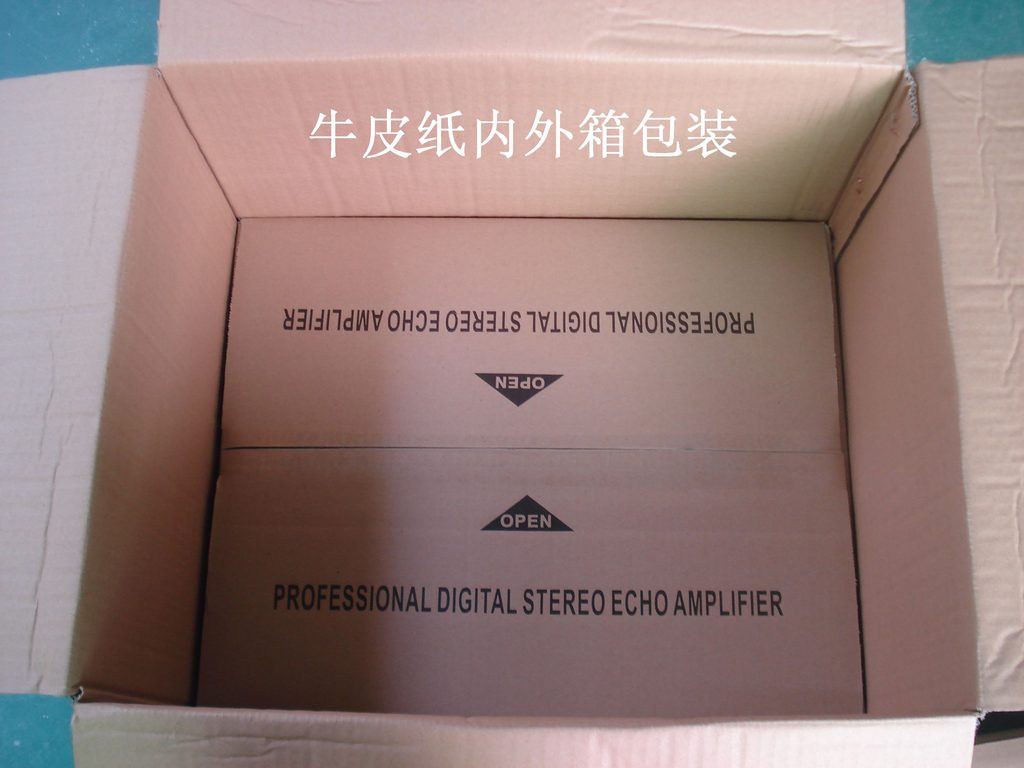 牛皮纸内外箱包装
PROFESSIONAL DIGITAL STEREO ECHO AMPLIFIER
OPEN
OPEN
PROFESSIONAL DIGITAL STEREO ECHO AMPLIFIER